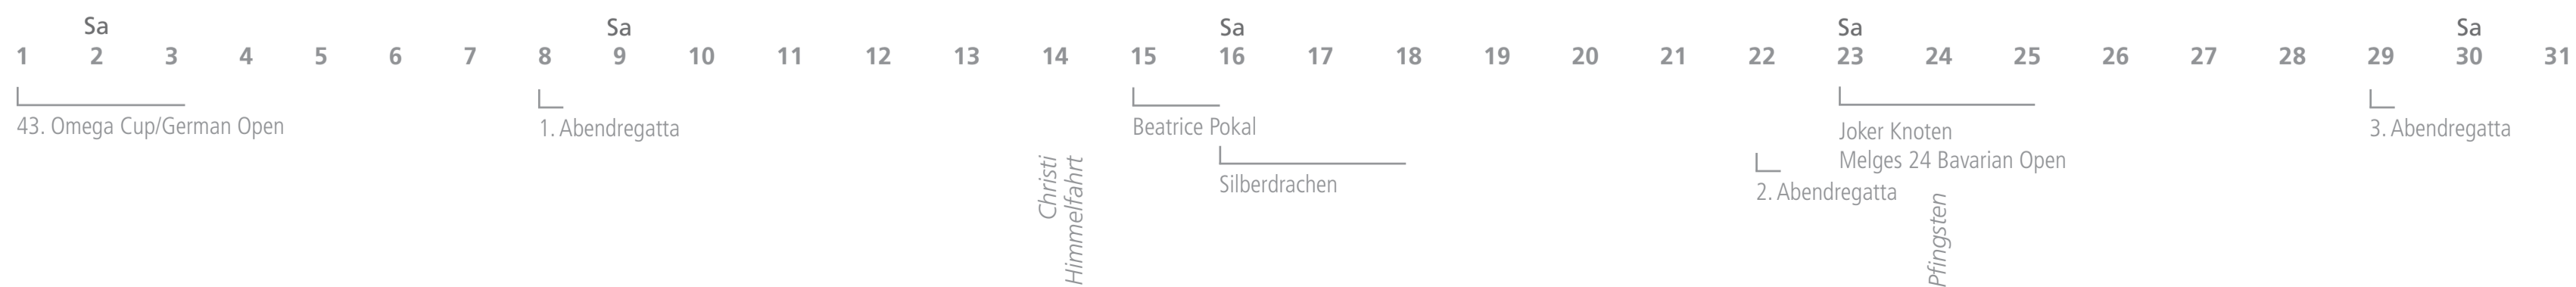 Sa Sa Sa Sa Sa
1 2 3 4 5 6 7 8 9 10 11 12 13 14 15 16 17 18 19 20 21 22 23 24 25 26 27 28 29 30 31
43. Omega Cup/German Open
1. Abendregatta
Christi
Himmelfahrt
Beatrice Pokal
Silberdrachen
2. Abendregatta
Joker Knoten
Melges 24 Bavarian Open
Pfingsten
3. Abendregatta